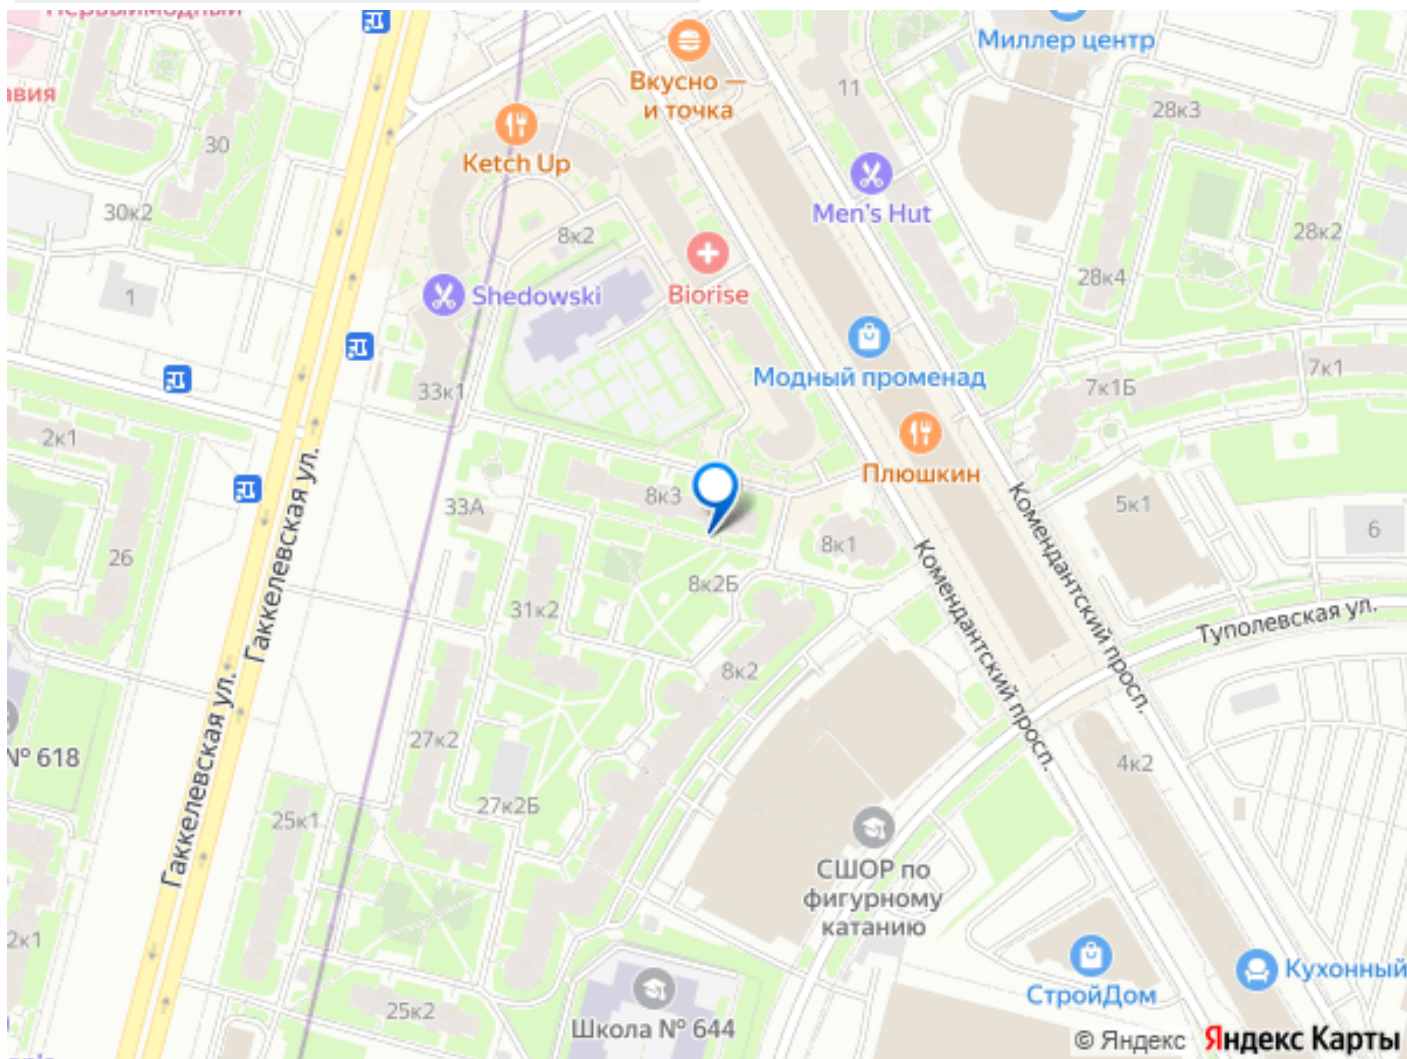 Первый модный
авия
30
30к2
1
Вкусно —
и точка
Ketch Up
8к2
11
Миллер центр
28к3
Men's Hut
28к2
28к4
Biorise
Shedowski
33к1
Модный променад
7к1Б
7к1
2к1
Плюшкин
8к3
33А
26
8к1
5к1
6
Гаккелевская ул.
Комендантский просп.
Комендантский просп.
8к2Б
31к2
Туполевская ул.
8к2
27к2
№ 618
Гаккелевская ул.
4к2
27к2Б
25к1
СШОР по
фигурному
катанию
2к1
25к2
Школа № 644
СтройДом
Кухонный
© Яндекс Яндекс Карты